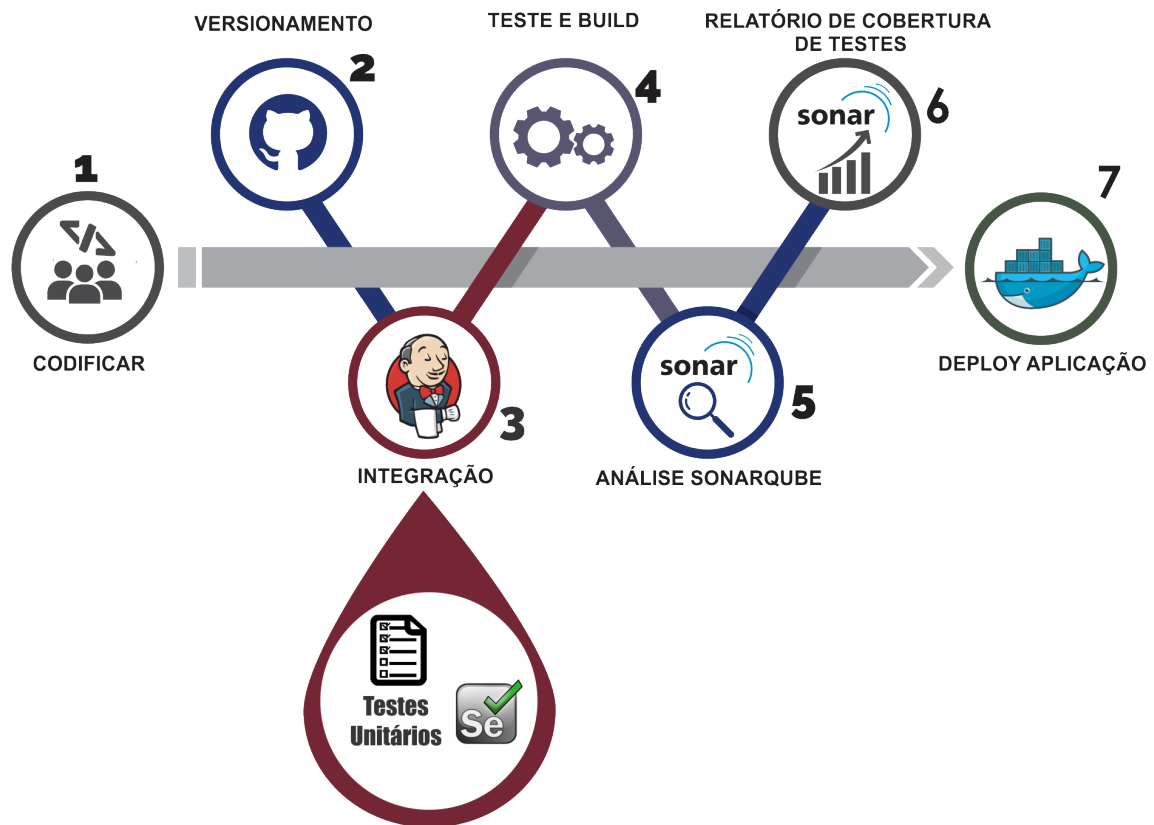 VERSIONAMENTO
2
TESTE E BUILD
4
RELATÓRIO DE COBERTURA
DE TESTES
sonar
6
1
CODIFICAR
7
DEPLOY APLICAÇÃO
3
INTEGRAÇÃO
sonar
5
ANÁLISE SONARQUBE
Testes
Unitários
Se